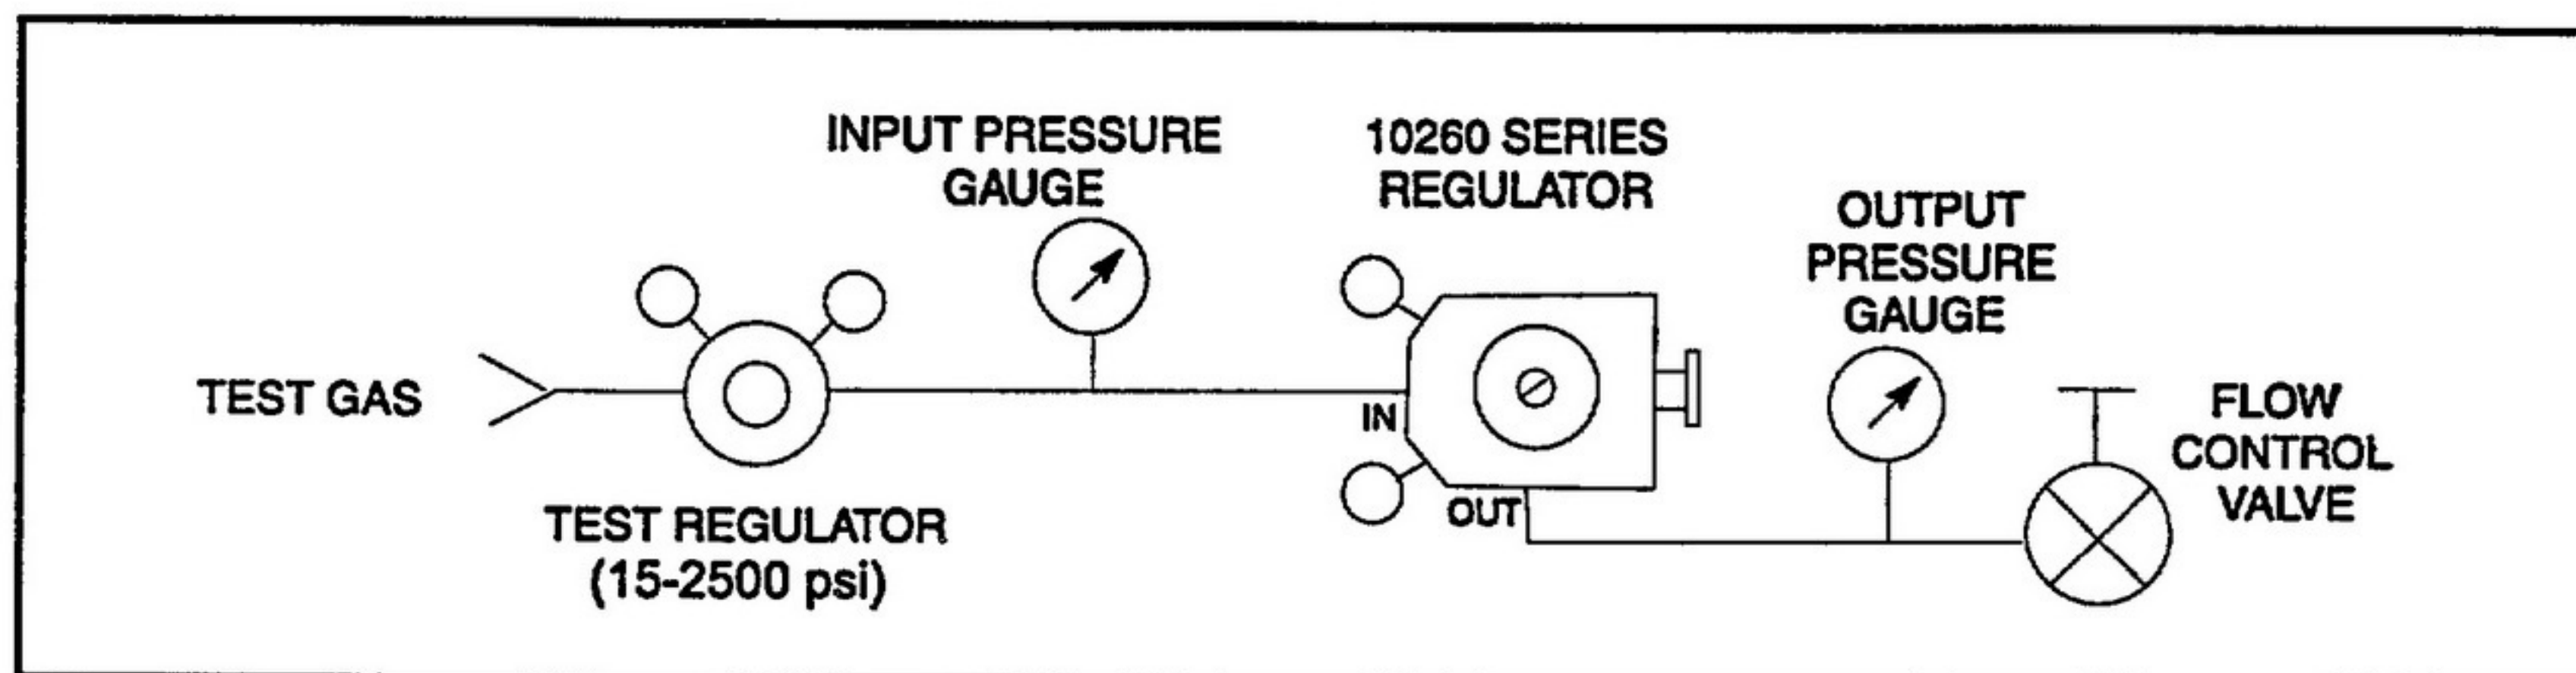 INPUT PRESSURE
GAUGE
10260 SERIES
REGULATOR
OUTPUT
PRESSURE
GAUGE
TEST GAS
IN
FLOW
CONTROL
VALVE
OUT
TEST REGULATOR
(15-2500 psi)